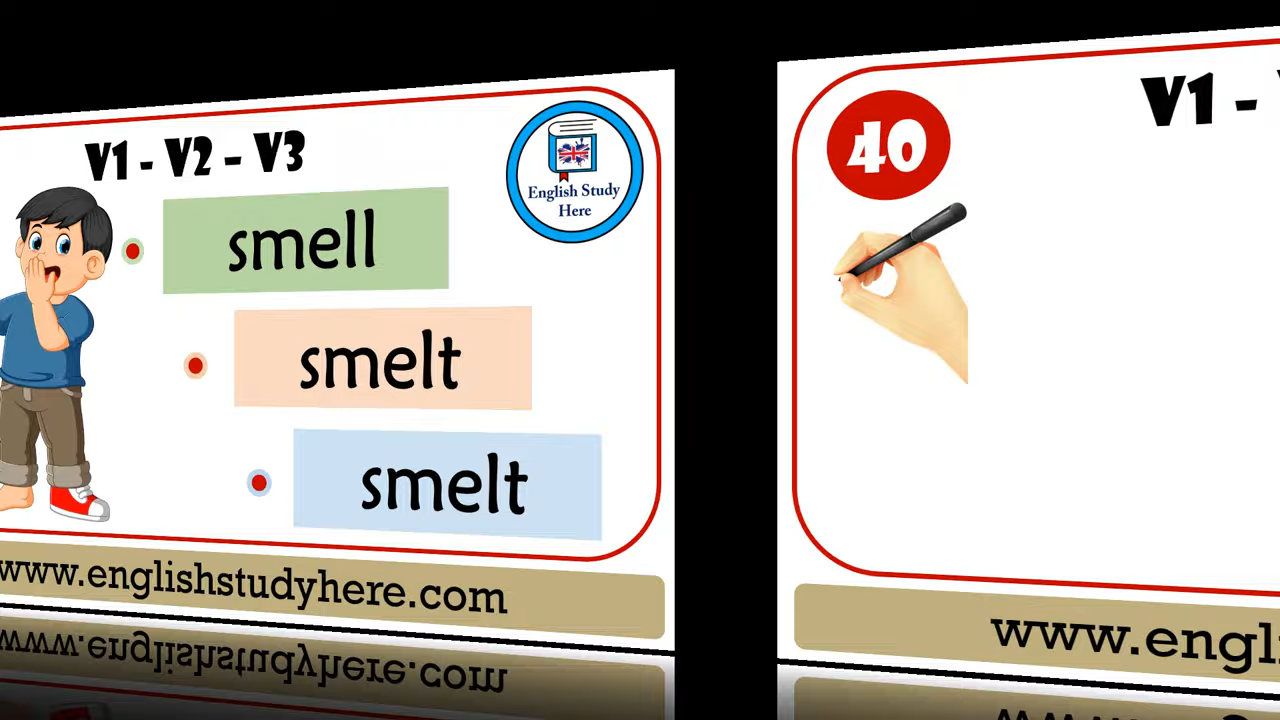 V1 - V2 - V3
English Study
Here
smell
smelt
smelt
www.englishstudyhere.com
40
V1 -
www.engl